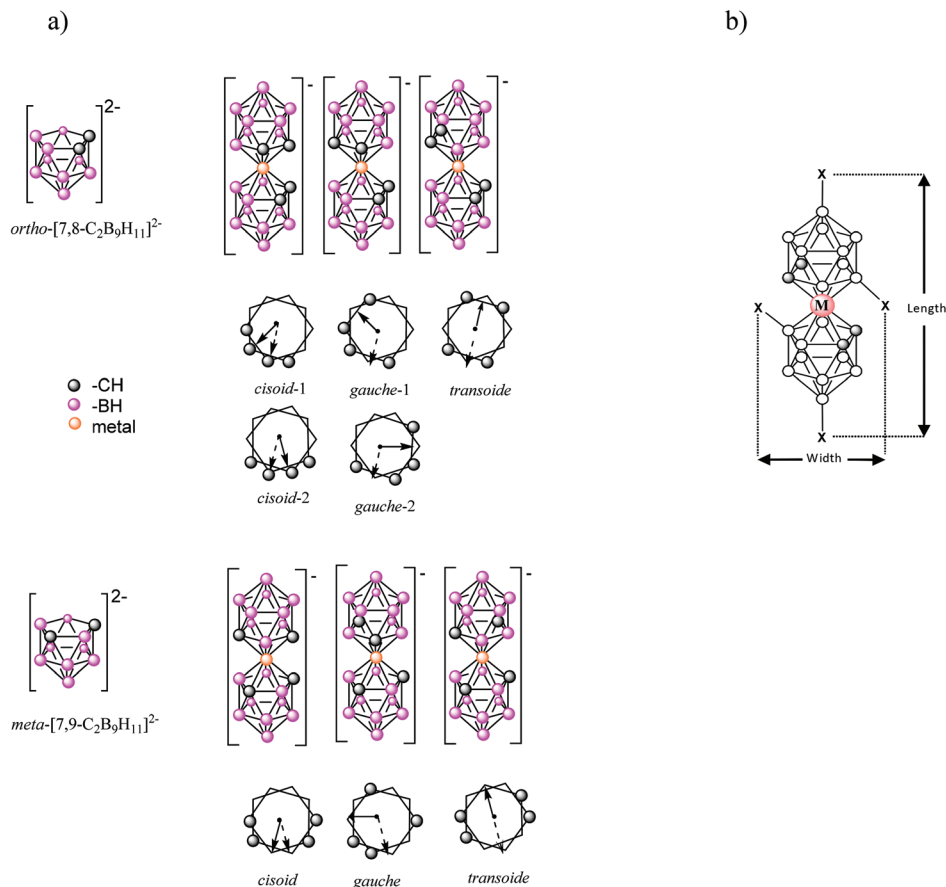 a)
b)
2-
-
-
-
ortho-[7,8-C₂B₉H₁₁]²⁻
X
X
M
X
Length
X
Width
cisoid-1
gauche-1
transoide
-CH
-BH
metal
cisoid-2
gauche-2
2-
-
-
-
meta-[7,9-C₂B₉H₁₁]²⁻
cisoid
gauche
transoide